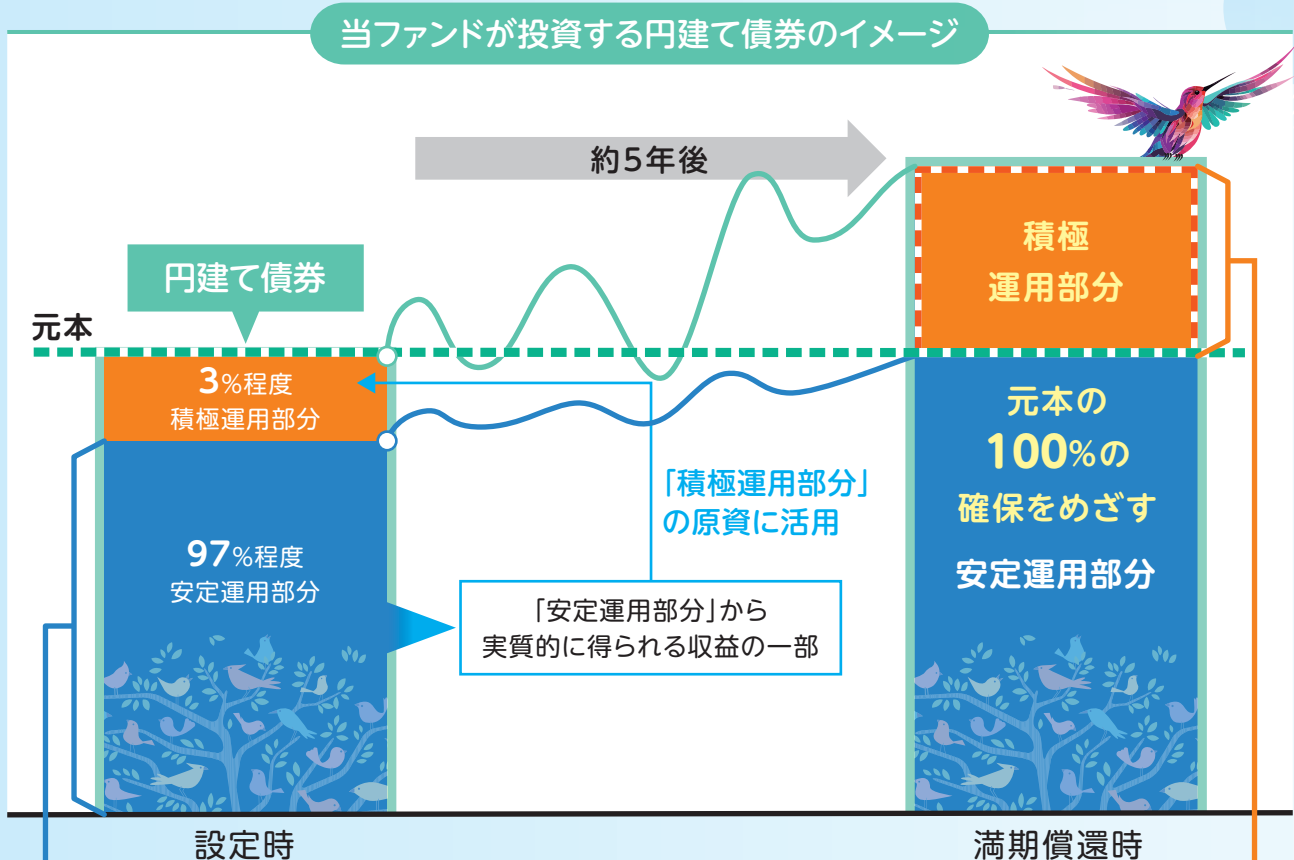 当ファンドが投資する円建て債券のイメージ
約5年後
円建て債券
元本
3%程度
積極運用部分
97%程度
安定運用部分
「積極運用部分」
の原資に活用
「安定運用部分」から
実質的に得られる収益の一部
積極
運用部分
元本の
100%の
確保をめざす
安定運用部分
設定時
満期償還時